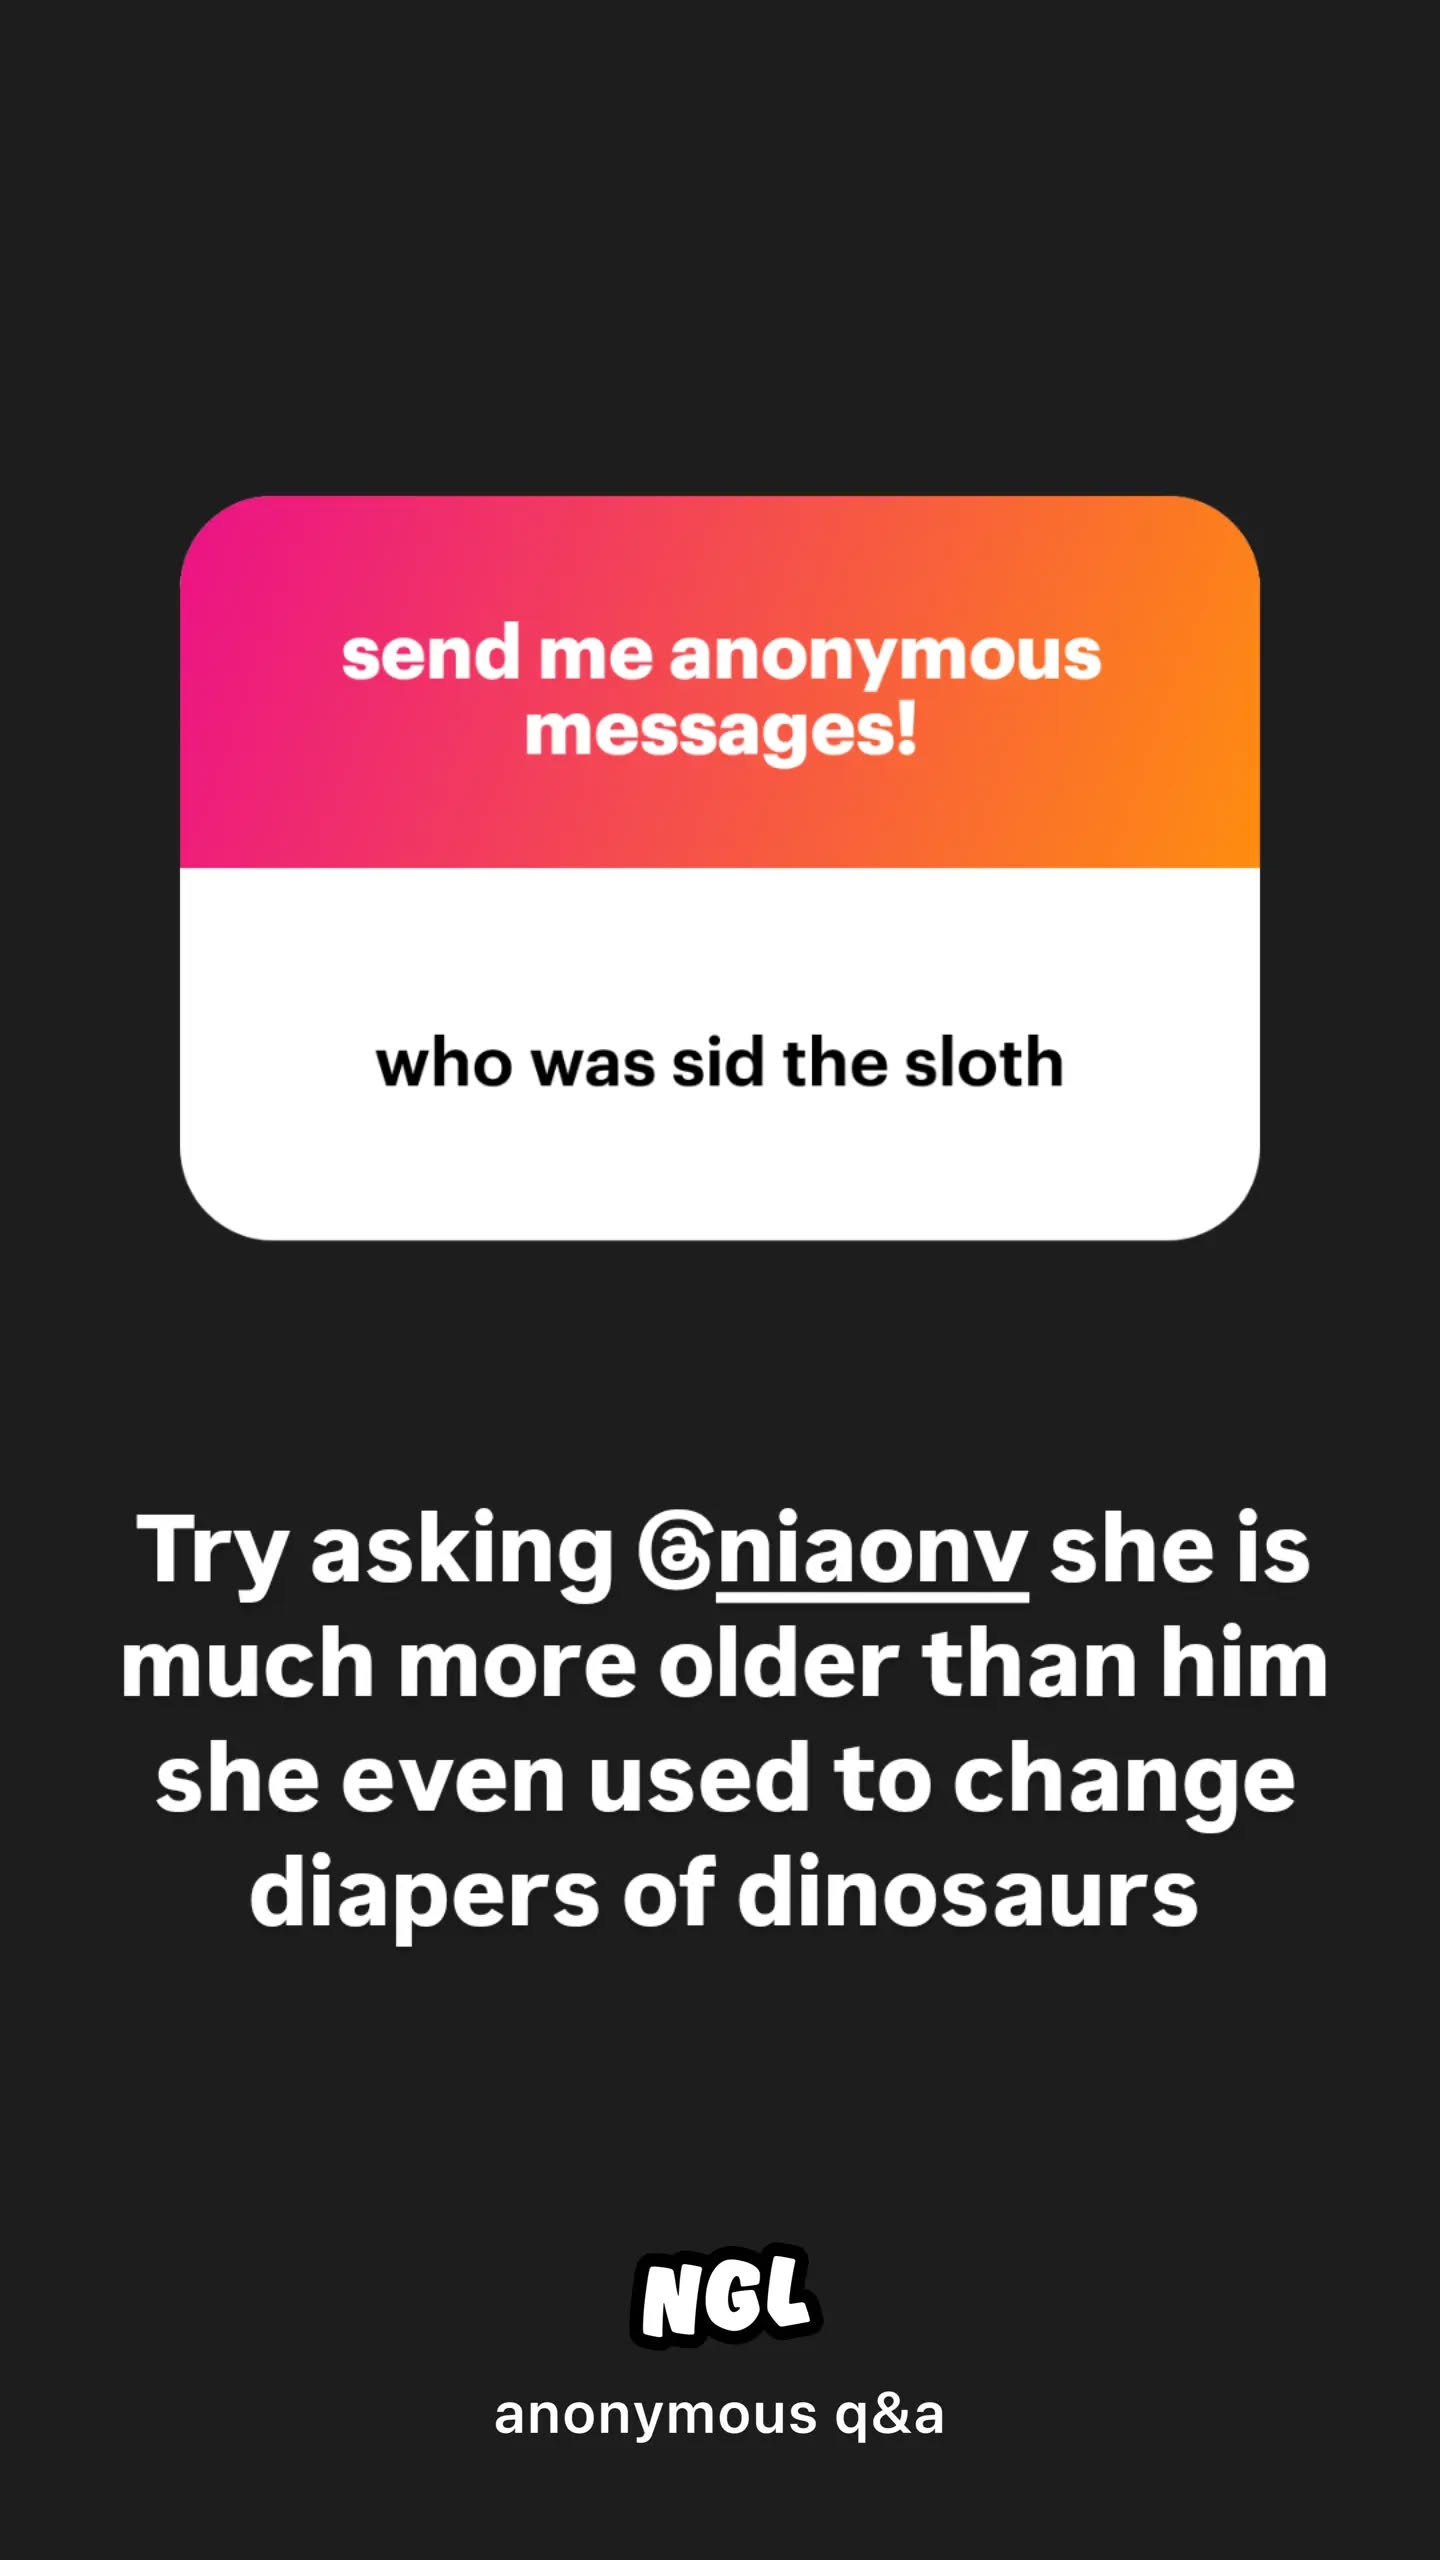 send me anonymous
messages!
who was sid the sloth
Try asking @niaonv she is
much more older than him
she even used to change
diapers of dinosaurs
NGL
anonymous q&a